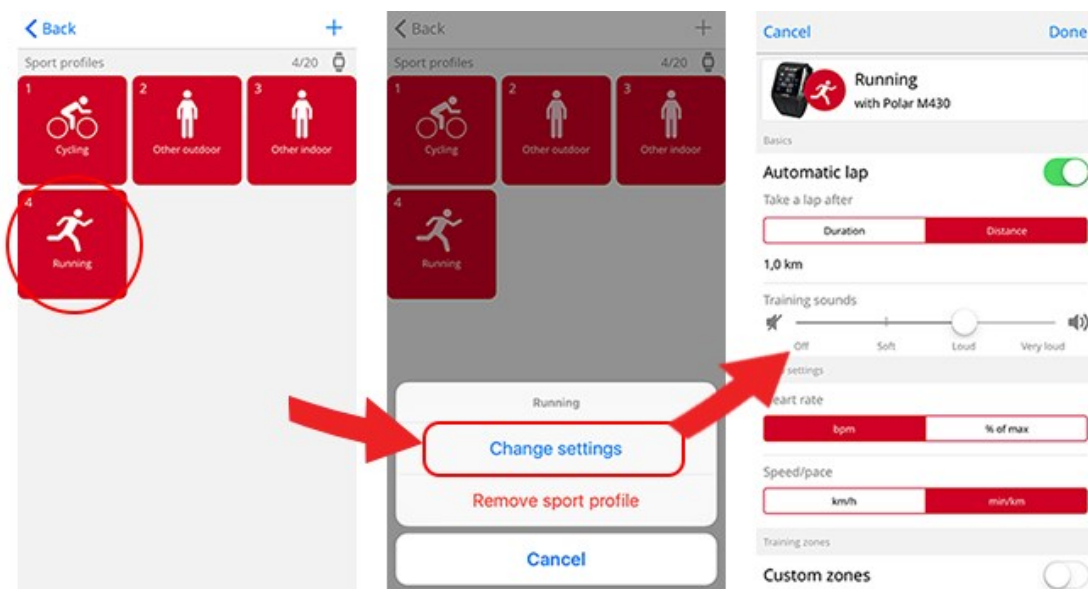 Back
+
Sport profiles 4/20
1
Cycling
2
Other outdoor
3
Other indoor
4
Running
Back
+
Sport profiles 4/20
1
Cycling
2
Other outdoor
3
Other indoor
4
Running
Running
Change settings
Remove sport profile
Cancel
Cancel Done
Running
with Polar M430
Basics
Automatic lap
Take a lap after
Duration Distance
1,0 km
Training sounds
Off Soft Loud Very loud
settings
eart rate
bpm % of max
Speed/pace
km/h min/km
Training zones
Custom zones